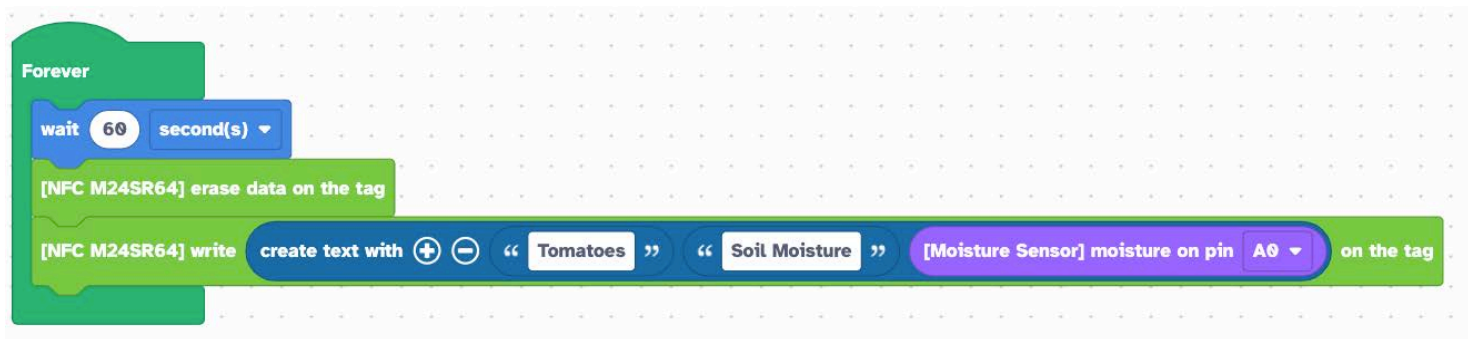 Forever
wait 60 second(s)
[NFC M24SR64] erase data on the tag
[NFC M24SR64] write create text with “ Tomatoes ” “ Soil Moisture ” [Moisture Sensor] moisture on pin A0 on the tag